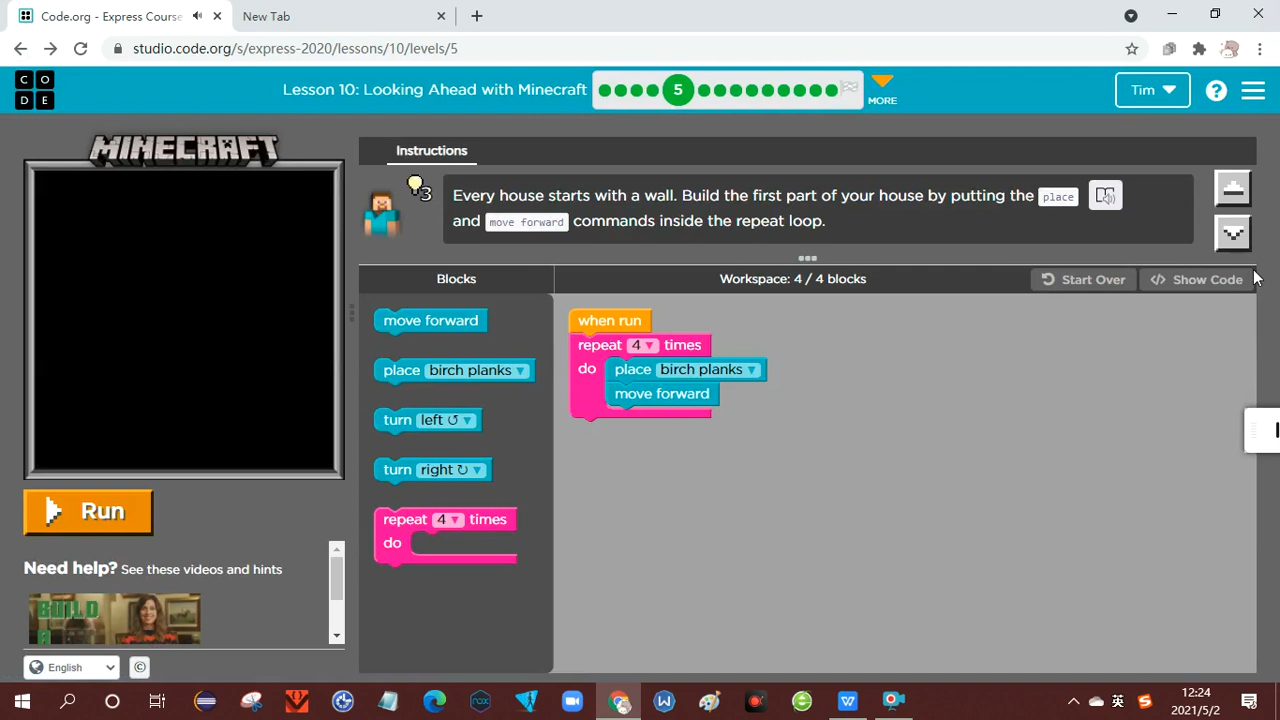 Code.org - Express Course
New Tab
studio.code.org/s/express-2020/lessons/10/levels/5
C O
D E
Lesson 10: Looking Ahead with Minecraft
5
MORE
Tim
?
MINECRAFT
Instructions
3
Every house starts with a wall. Build the first part of your house by putting the place
and move forward commands inside the repeat loop.
Blocks
Workspace: 4 / 4 blocks
Start Over
</> Show Code
move forward
place birch planks
turn left ↺
turn right ↻
repeat 4 times
do
when run
repeat 4 times
do place birch planks
move forward
Run
Need help? See these videos and hints
BUILD
A
English
©
英
12:24
2021/5/2